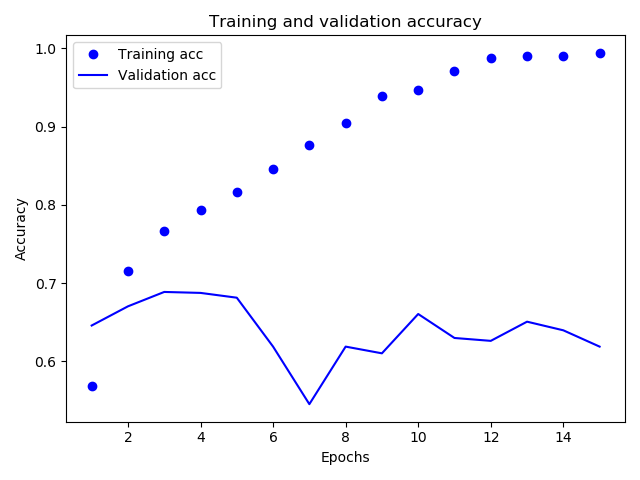 Training and validation accuracy
Training acc
Validation acc
1.0
0.9
0.8
0.7
0.6
Accuracy
2 4 6 8 10 12 14
Epochs